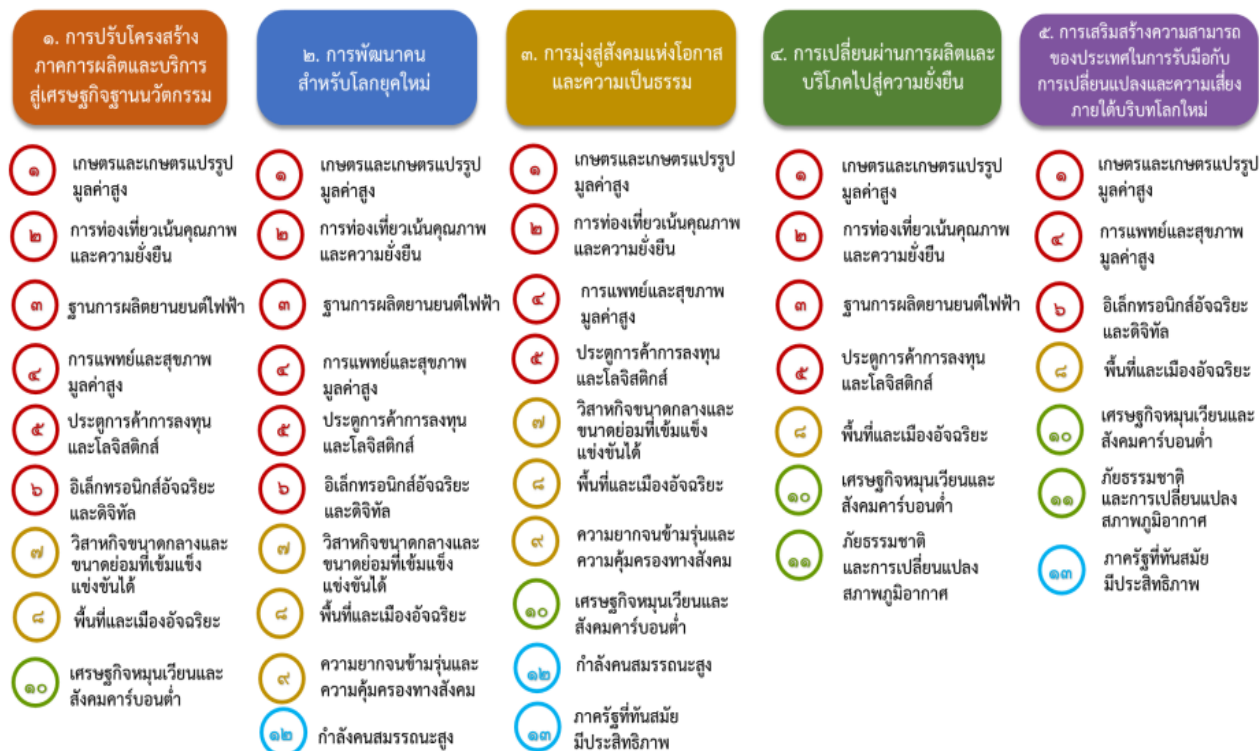 ๑. การปรับโครงสร้าง
ภาคการผลิตและบริการ
สู่เศรษฐกิจฐานนวัตกรรม
๑
เกษตรและเกษตรแปรรูป
มูลค่าสูง
๒
การท่องเที่ยวเน้นคุณภาพ
และความยั่งยืน
๓
ฐานการผลิตยานยนต์ไฟฟ้า
๔
การแพทย์และสุขภาพ
มูลค่าสูง
๕
ประตูการค้าการลงทุน
และโลจิสติกส์
๖
อิเล็กทรอนิกส์อัจฉริยะ
และดิจิทัล
๗
วิสาหกิจขนาดกลางและ
ขนาดย่อมที่เข้มแข็ง
แข่งขันได้
๘
พื้นที่และเมืองอัจฉริยะ
๑๐
เศรษฐกิจหมุนเวียนและ
สังคมคาร์บอนต่ำ
๒. การพัฒนาคน
สำหรับโลกยุคใหม่
๑
เกษตรและเกษตรแปรรูป
มูลค่าสูง
๒
การท่องเที่ยวเน้นคุณภาพ
และความยั่งยืน
๓
ฐานการผลิตยานยนต์ไฟฟ้า
๔
การแพทย์และสุขภาพ
มูลค่าสูง
๕
ประตูการค้าการลงทุน
และโลจิสติกส์
๖
อิเล็กทรอนิกส์อัจฉริยะ
และดิจิทัล
๗
วิสาหกิจขนาดกลางและ
ขนาดย่อมที่เข้มแข็ง
แข่งขันได้
๘
พื้นที่และเมืองอัจฉริยะ
๙
ความยากจนข้ามรุ่นและ
ความคุ้มครองทางสังคม
๑๒
กำลังคนสมรรถนะสูง
๓. การมุ่งสู่สังคมแห่งโอกาส
และความเป็นธรรม
๑
เกษตรและเกษตรแปรรูป
มูลค่าสูง
๒
การท่องเที่ยวเน้นคุณภาพ
และความยั่งยืน
๔
การแพทย์และสุขภาพ
มูลค่าสูง
๕
ประตูการค้าการลงทุน
และโลจิสติกส์
๗
วิสาหกิจขนาดกลางและ
ขนาดย่อมที่เข้มแข็ง
แข่งขันได้
๘
พื้นที่และเมืองอัจฉริยะ
๙
ความยากจนข้ามรุ่นและ
ความคุ้มครองทางสังคม
๑๐
เศรษฐกิจหมุนเวียนและ
สังคมคาร์บอนต่ำ
๑๒
กำลังคนสมรรถนะสูง
๑๓
ภาครัฐที่ทันสมัย
มีประสิทธิภาพ
๔. การเปลี่ยนผ่านการผลิตและ
บริโภคไปสู่ความยั่งยืน
๑
เกษตรและเกษตรแปรรูป
มูลค่าสูง
๒
การท่องเที่ยวเน้นคุณภาพ
และความยั่งยืน
๓
ฐานการผลิตยานยนต์ไฟฟ้า
๕
ประตูการค้าการลงทุน
และโลจิสติกส์
๘
พื้นที่และเมืองอัจฉริยะ
๑๐
เศรษฐกิจหมุนเวียนและ
สังคมคาร์บอนต่ำ
๑๑
ภัยธรรมชาติ
และการเปลี่ยนแปลง
สภาพภูมิอากาศ
๕. การเสริมสร้างความสามารถ
ของประเทศในการรับมือกับ
การเปลี่ยนแปลงและความเสี่ยง
ภายใต้บริบทโลกใหม่
๑
เกษตรและเกษตรแปรรูป
มูลค่าสูง
๔
การแพทย์และสุขภาพ
มูลค่าสูง
๖
อิเล็กทรอนิกส์อัจฉริยะ
และดิจิทัล
๘
พื้นที่และเมืองอัจฉริยะ
๑๐
เศรษฐกิจหมุนเวียนและ
สังคมคาร์บอนต่ำ
๑๑
ภัยธรรมชาติ
และการเปลี่ยนแปลง
สภาพภูมิอากาศ
๑๓
ภาครัฐที่ทันสมัย
มีประสิทธิภาพ